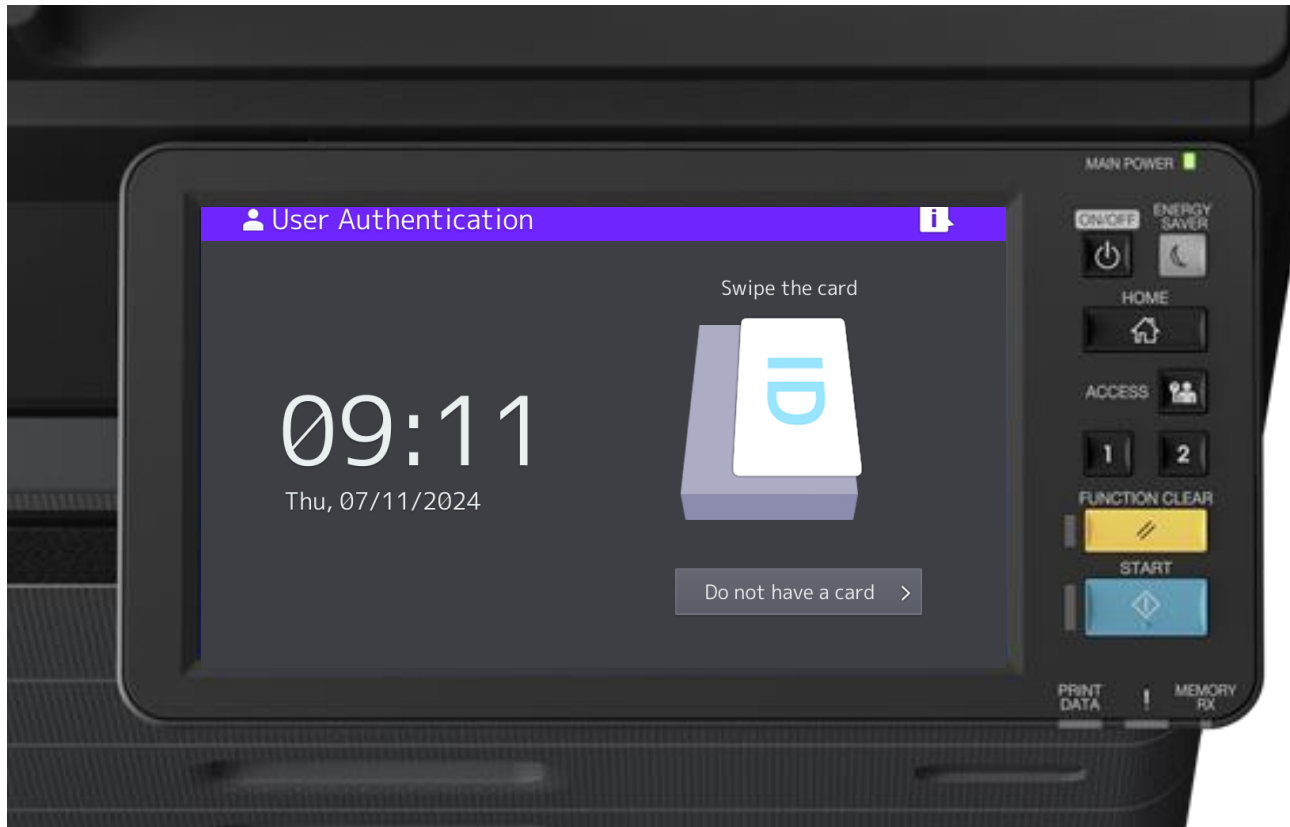 User Authentication
i
Swipe the card
ID
09:11
Thu, 07/11/2024
Do not have a card
MAIN POWER
ON/OFF
ENERGY
SAVER
HOME
ACCESS
1
2
FUNCTION CLEAR
START
PRINT
DATA
!
MEMORY
RX